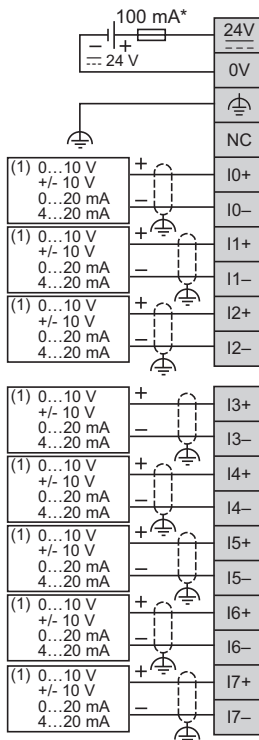 100 mA*
24V
– +
24 V
0V
NC
(1) 0...10 V
+/- 10 V
0...20 mA
4...20 mA
+
–
I0+
I0–
(1) 0...10 V
+/- 10 V
0...20 mA
4...20 mA
+
–
I1+
I1–
(1) 0...10 V
+/- 10 V
0...20 mA
4...20 mA
+
–
I2+
I2–
(1) 0...10 V
+/- 10 V
0...20 mA
4...20 mA
+
–
I3+
I3–
(1) 0...10 V
+/- 10 V
0...20 mA
4...20 mA
+
–
I4+
I4–
(1) 0...10 V
+/- 10 V
0...20 mA
4...20 mA
+
–
I5+
I5–
(1) 0...10 V
+/- 10 V
0...20 mA
4...20 mA
+
–
I6+
I6–
(1) 0...10 V
+/- 10 V
0...20 mA
4...20 mA
+
–
I7+
I7–